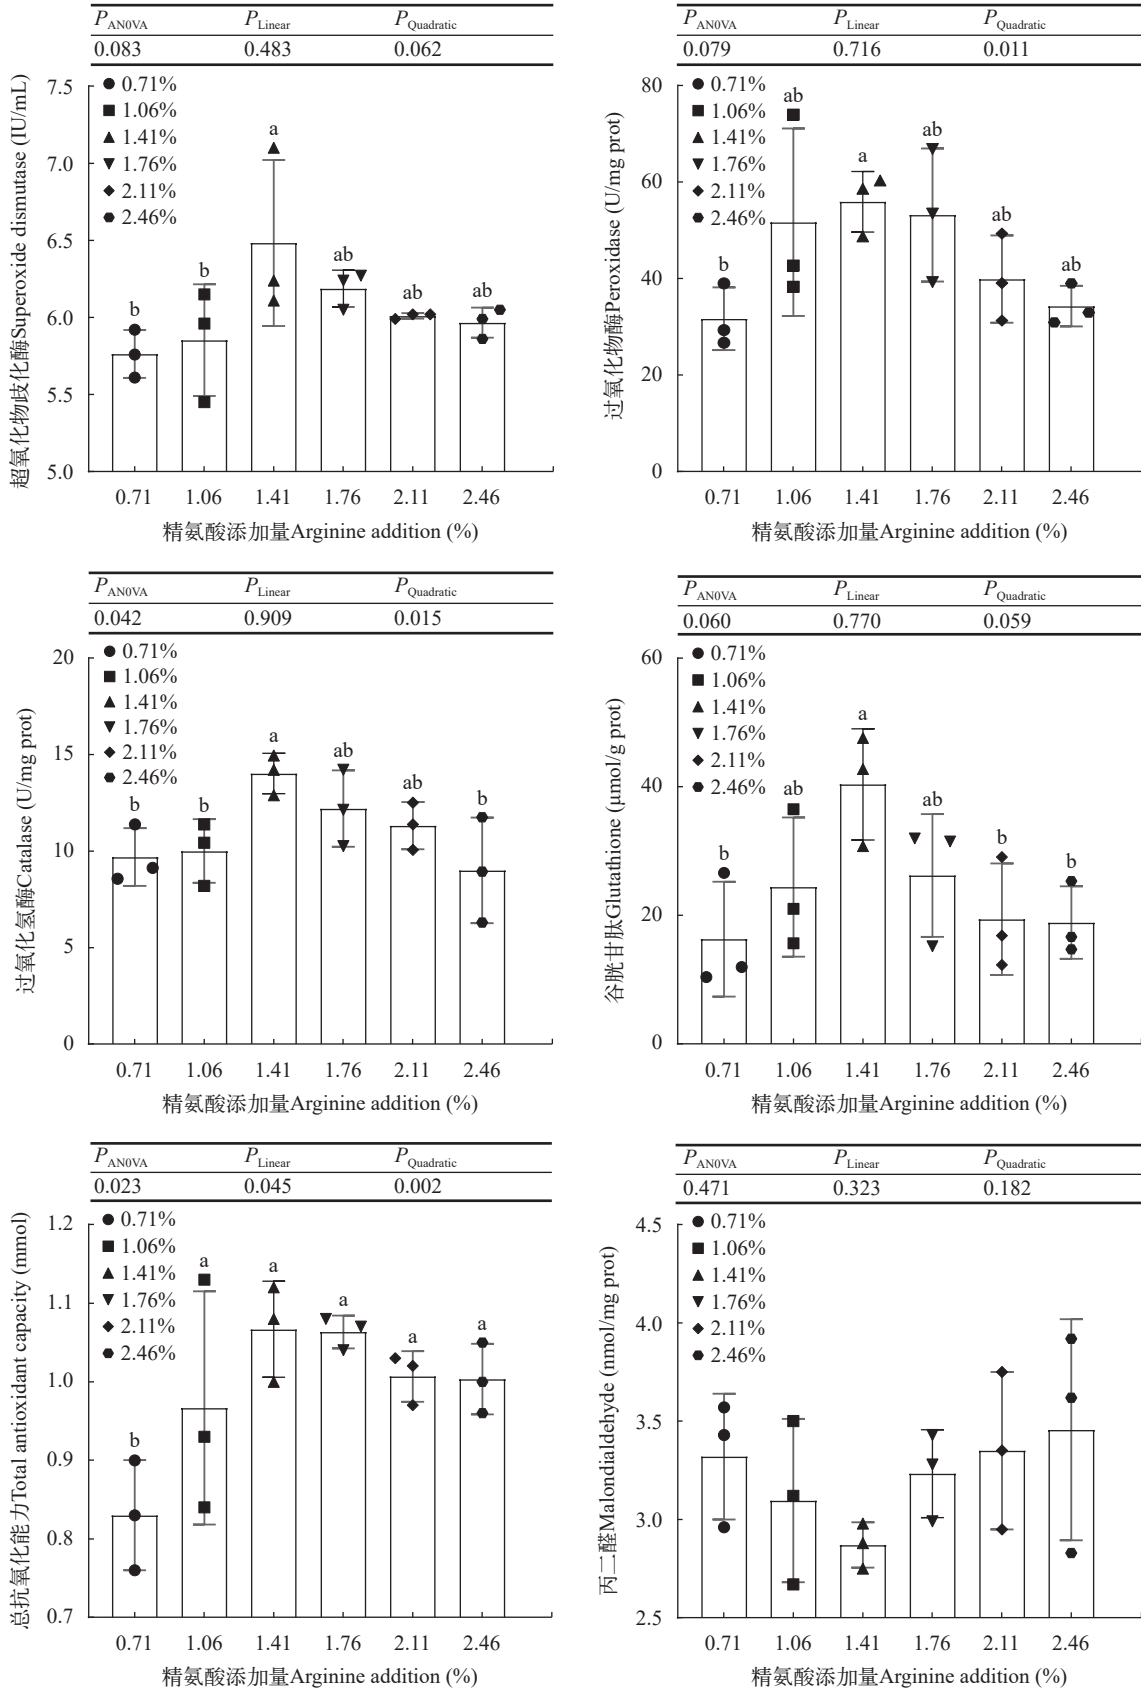 P ANOVA P Linear P Quadratic
0.083 0.483 0.062
超氧化物歧化酶Superoxide dismutase (IU/mL)
7.5
7.0
6.5
6.0
5.5
5.0
0.71%
1.06%
1.41%
1.76%
2.11%
2.46%
b b a ab ab ab
0.71 1.06 1.41 1.76 2.11 2.46
精氨酸添加量Arginine addition (%)
P ANOVA P Linear P Quadratic
0.079 0.716 0.011
过氧化物酶Peroxidase (U/mg prot)
80
60
40
20
0
0.71%
1.06%
1.41%
1.76%
2.11%
2.46%
b ab a ab ab ab
0.71 1.06 1.41 1.76 2.11 2.46
精氨酸添加量Arginine addition (%)
P ANOVA P Linear P Quadratic
0.042 0.909 0.015
过氧化氢酶Catalase (U/mg prot)
20
15
10
5
0
0.71%
1.06%
1.41%
1.76%
2.11%
2.46%
b b a ab ab b
0.71 1.06 1.41 1.76 2.11 2.46
精氨酸添加量Arginine addition (%)
P ANOVA P Linear P Quadratic
0.060 0.770 0.059
谷胱甘肽Glutathione (μmol/g prot)
60
40
20
0
0.71%
1.06%
1.41%
1.76%
2.11%
2.46%
b ab a ab b b
0.71 1.06 1.41 1.76 2.11 2.46
精氨酸添加量Arginine addition (%)
P ANOVA P Linear P Quadratic
0.023 0.045 0.002
总抗氧化能力Total antioxidant capacity (mmol)
1.2
1.1
1.0
0.9
0.8
0.7
0.71%
1.06%
1.41%
1.76%
2.11%
2.46%
b a a a a a
0.71 1.06 1.41 1.76 2.11 2.46
精氨酸添加量Arginine addition (%)
P ANOVA P Linear P Quadratic
0.471 0.323 0.182
丙二醛Malondialdehyde (nmol/mg prot)
4.5
4.0
3.5
3.0
2.5
0.71%
1.06%
1.41%
1.76%
2.11%
2.46%
0.71 1.06 1.41 1.76 2.11 2.46
精氨酸添加量Arginine addition (%)